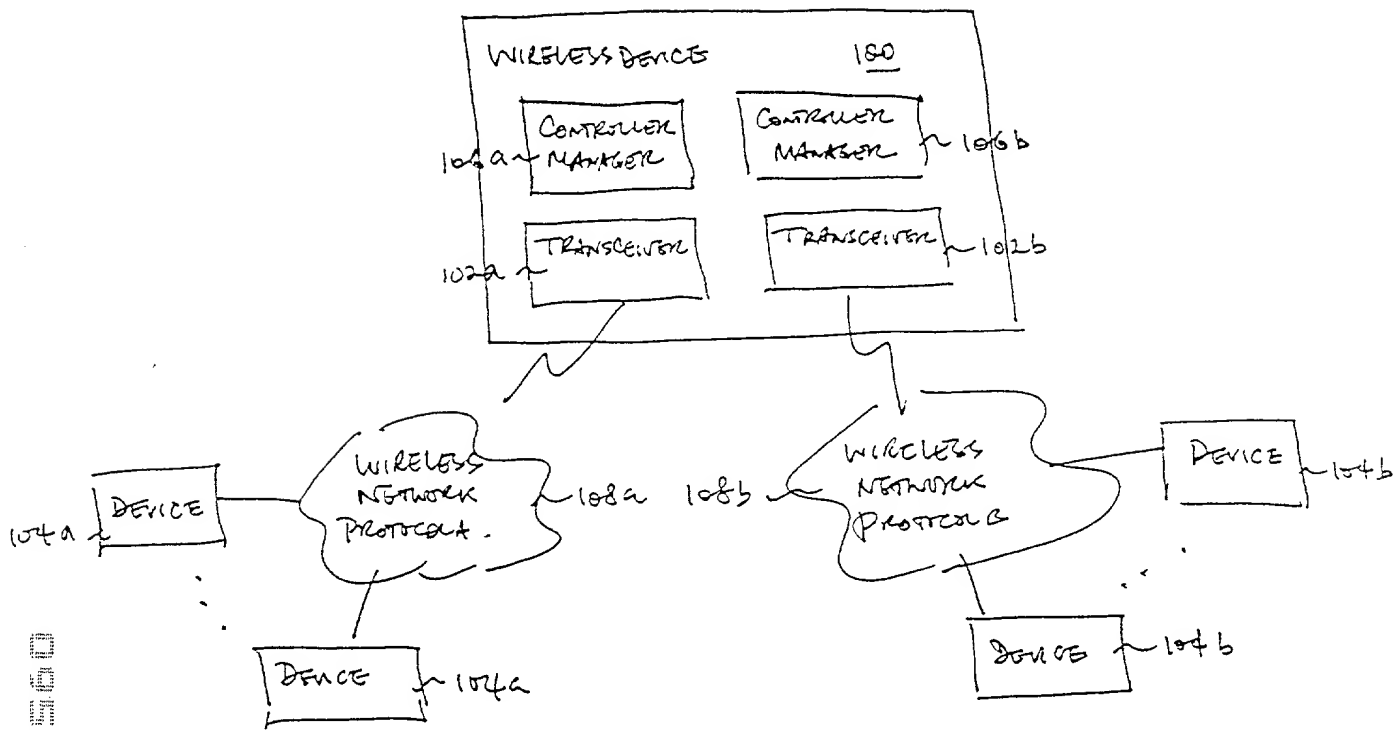 WIRELESS DEVICE 100
CONTROLLER
MANAGER
106a
CONTROLLER
MANAGER
106b
TRANSCEIVER
102a
TRANSCEIVER
102b
WIRELESS
NETWORK
PROTOCOL A.
108a
108b
WIRELESS
NETWORK
PROTOCOL B
DEVICE
104a
DEVICE
104b
DEVICE
104a
DEVICE
104b